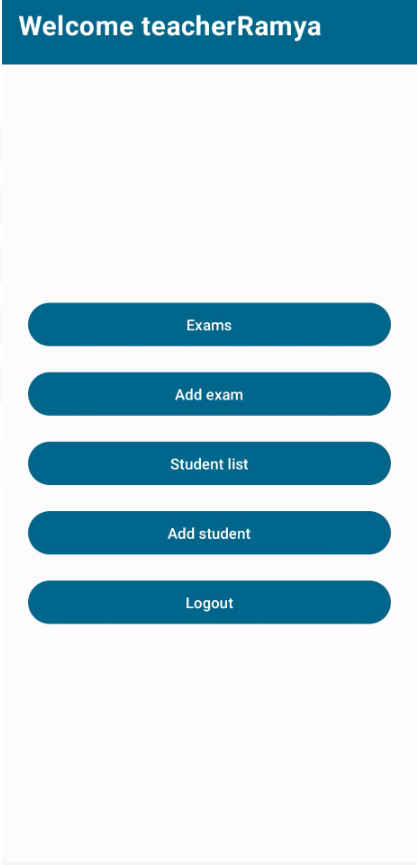 Welcome teacherRamya
Exams
Add exam
Student list
Add student
Logout